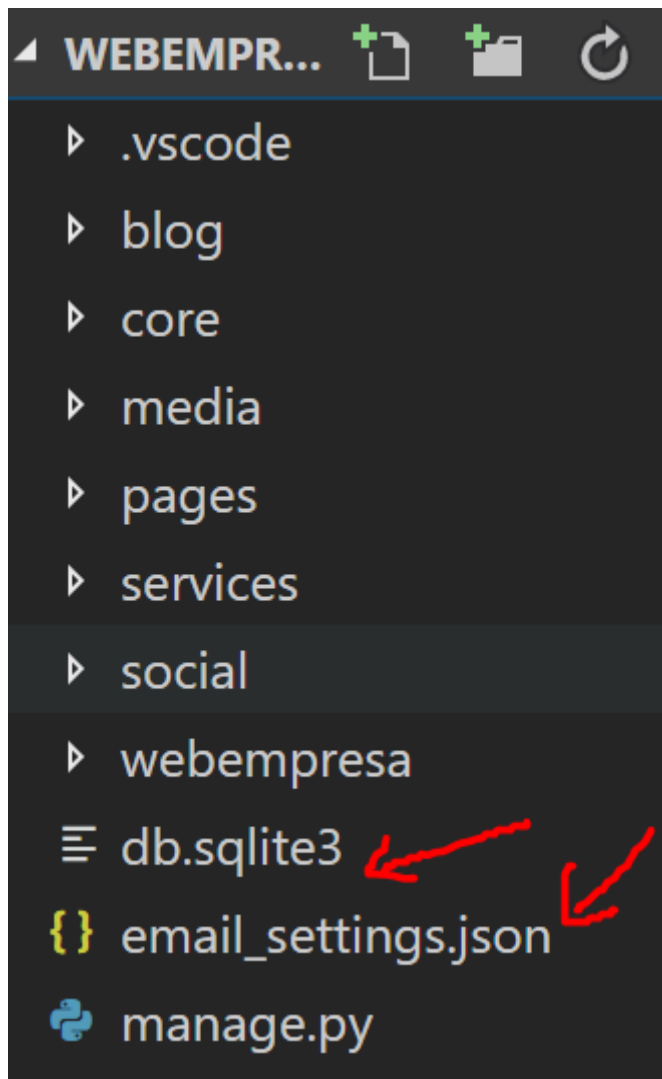 WEBEMPR...
.vscode
blog
core
media
pages
services
social
webempresa
db.sqlite3
{} email_settings.json
manage.py